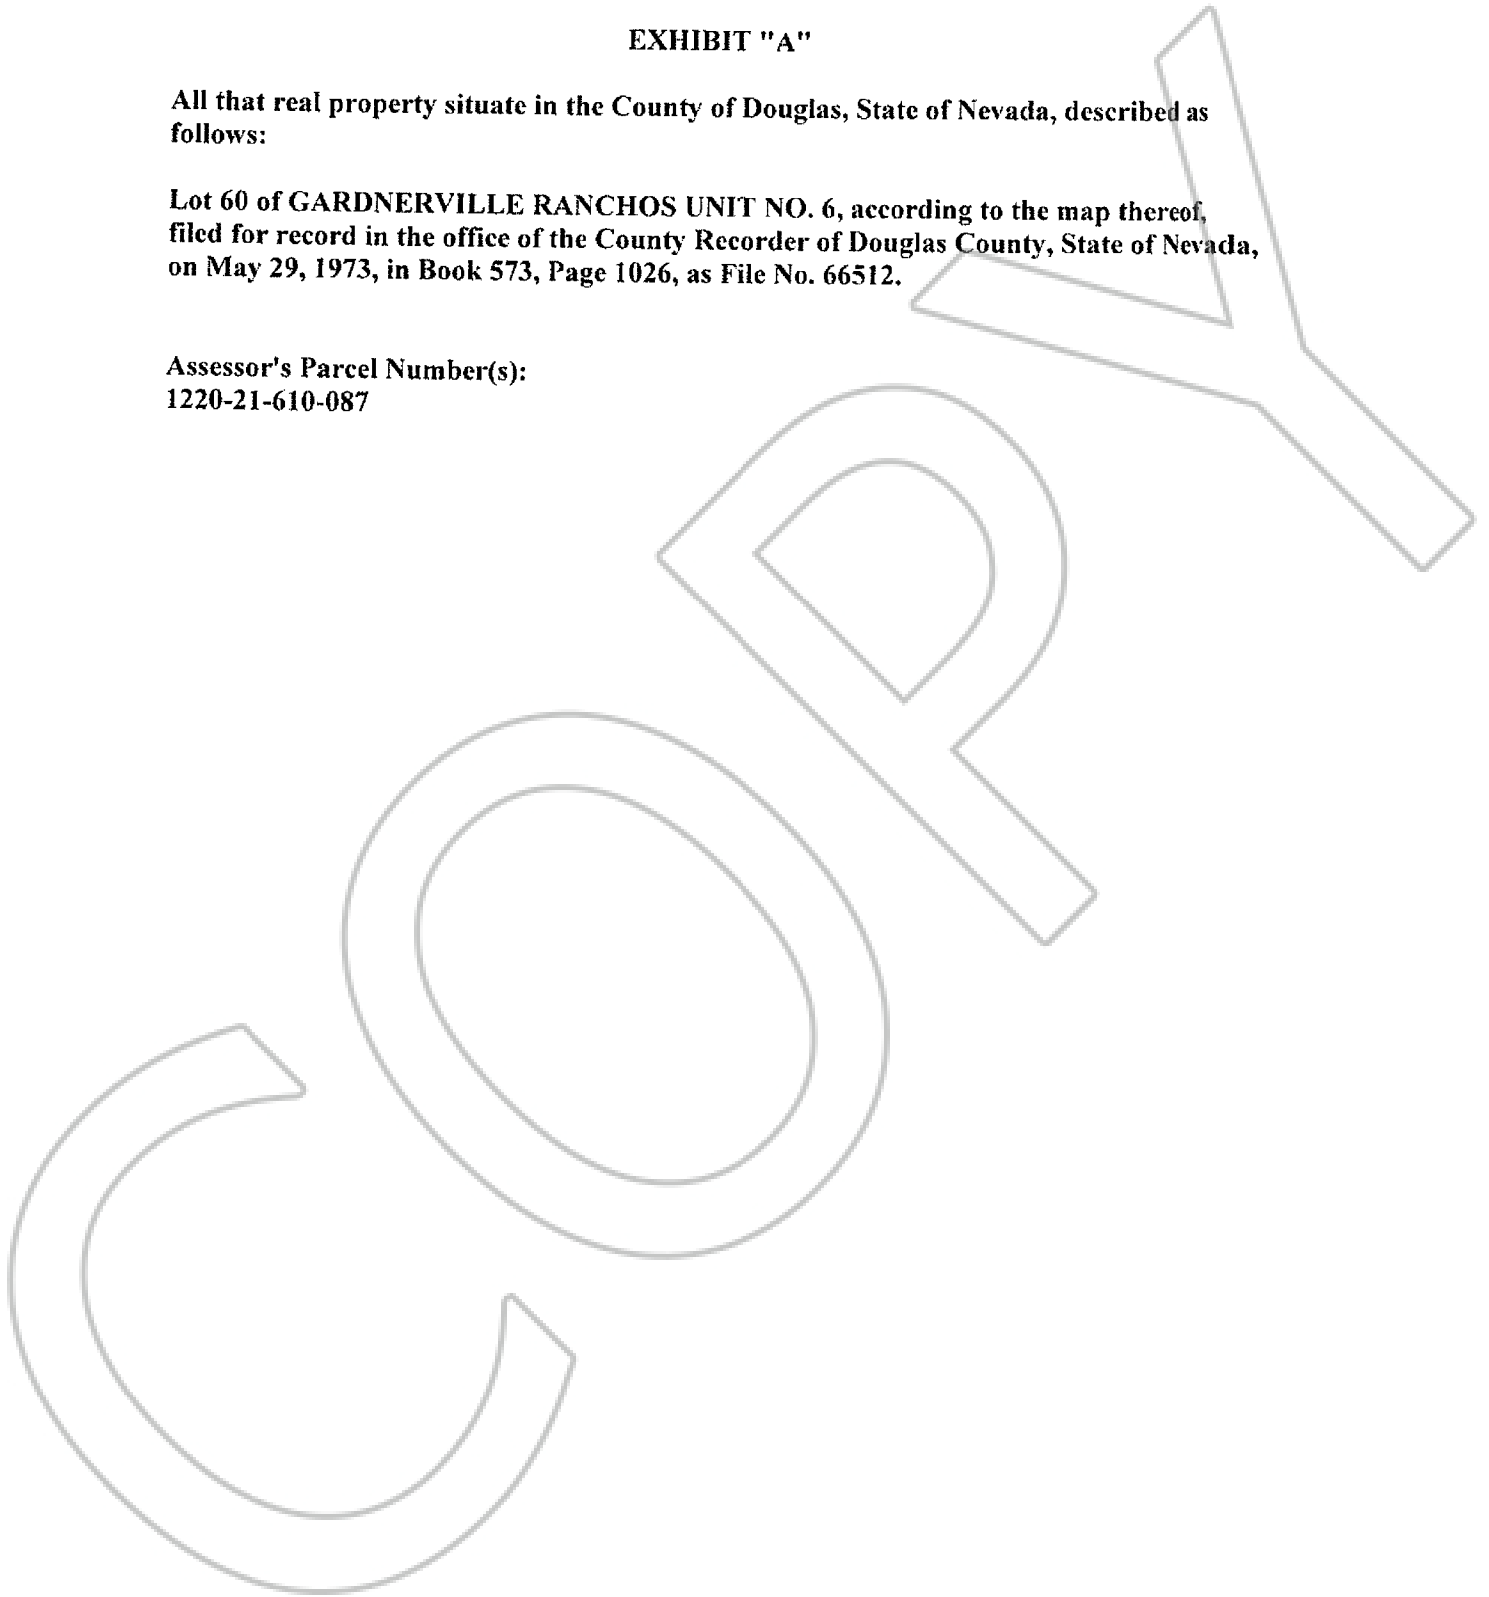 EXHIBIT "A"
All that real property situate in the County of Douglas, State of Nevada, described as
follows:
Lot 60 of GARDNERVILLE RANCHOS UNIT NO. 6, according to the map thereof,
filed for record in the office of the County Recorder of Douglas County, State of Nevada,
on May 29, 1973, in Book 573, Page 1026, as File No. 66512.
Assessor's Parcel Number(s):
1220-21-610-087
COPY